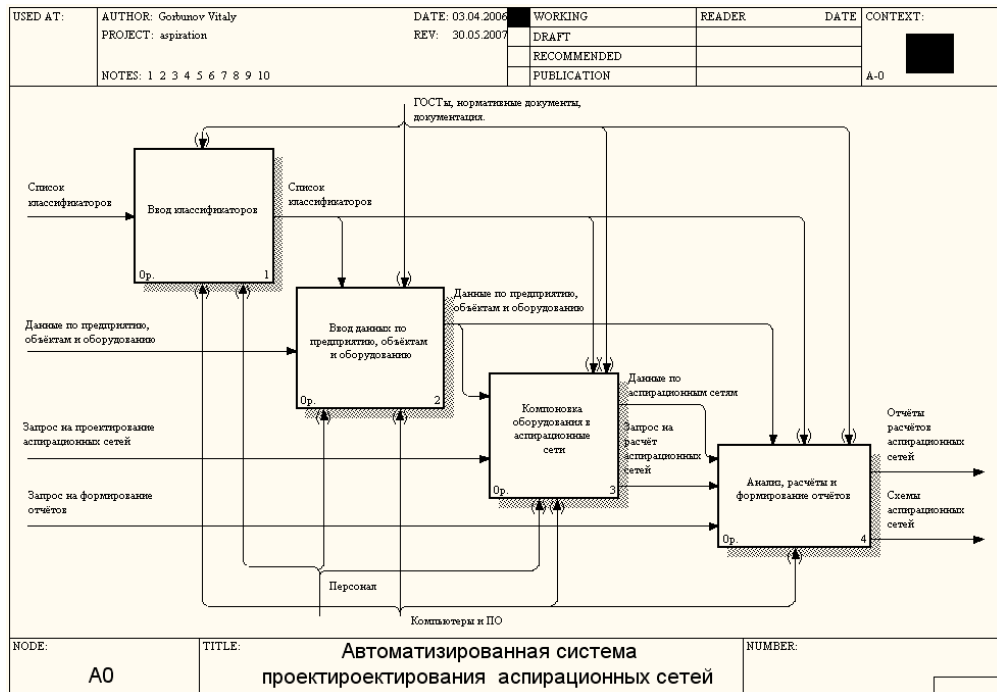 USED AT:
AUTHOR: Gorbunov Vitaly
DATE: 03.04.2006
WORKING
READER
DATE
CONTEXT:
PROJECT: aspiration
REV: 30.05.2007
DRAFT
RECOMMENDED
NOTES: 1 2 3 4 5 6 7 8 9 10
PUBLICATION
A-0
ГОСТы, нормативные документы,
документация.
Список
классификаторов
Ввод классификаторов
0р.
1
Список
классификаторов
Данные по предприятию,
объёктам и оборудованию
Ввод данных по
предприятию, объёктам
и оборудованию
0р.
2
Данные по предприятию,
объёктам и оборудованию
Запрос на проектирование
аспирационных сетей
Компоновка
оборудования в
аспирационные
сети
0р.
3
Данные по
аспирационным сетям
Запрос на
расчёт
аспирационных
сетей
Запрос на формирование
отчётов
Анализ, расчёты и
формирование отчётов
0р.
4
Отчёты
расчётов
аспирационных
сетей
Схемы
аспирационных
сетей
Персонал
Компьютеры и ПО
NODE:
A0
TITLE:
Автоматизированная система
проектироектирования аспирационных сетей
NUMBER: